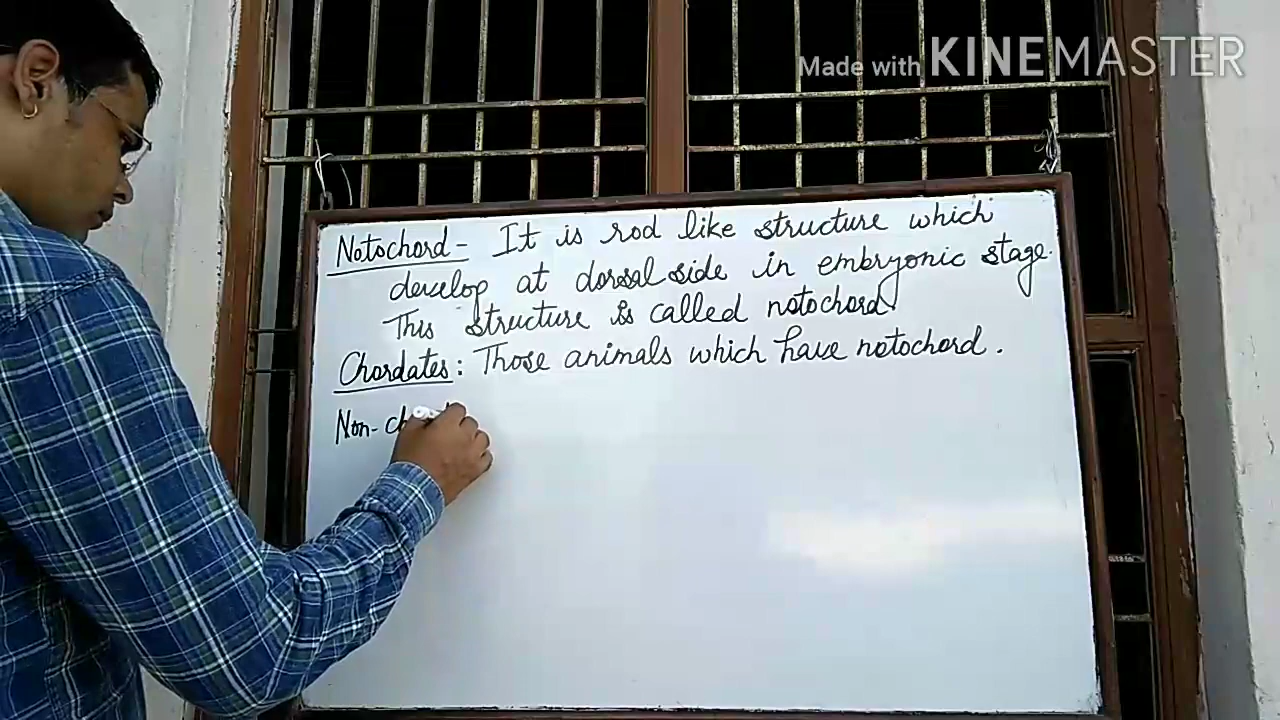 Made with KINEMASTER
Notochord - It is rod like structure which
develop at dorsal side in embryonic stage.
This structure is called notochord
Chordates : Those animals which have notochord .
Non-